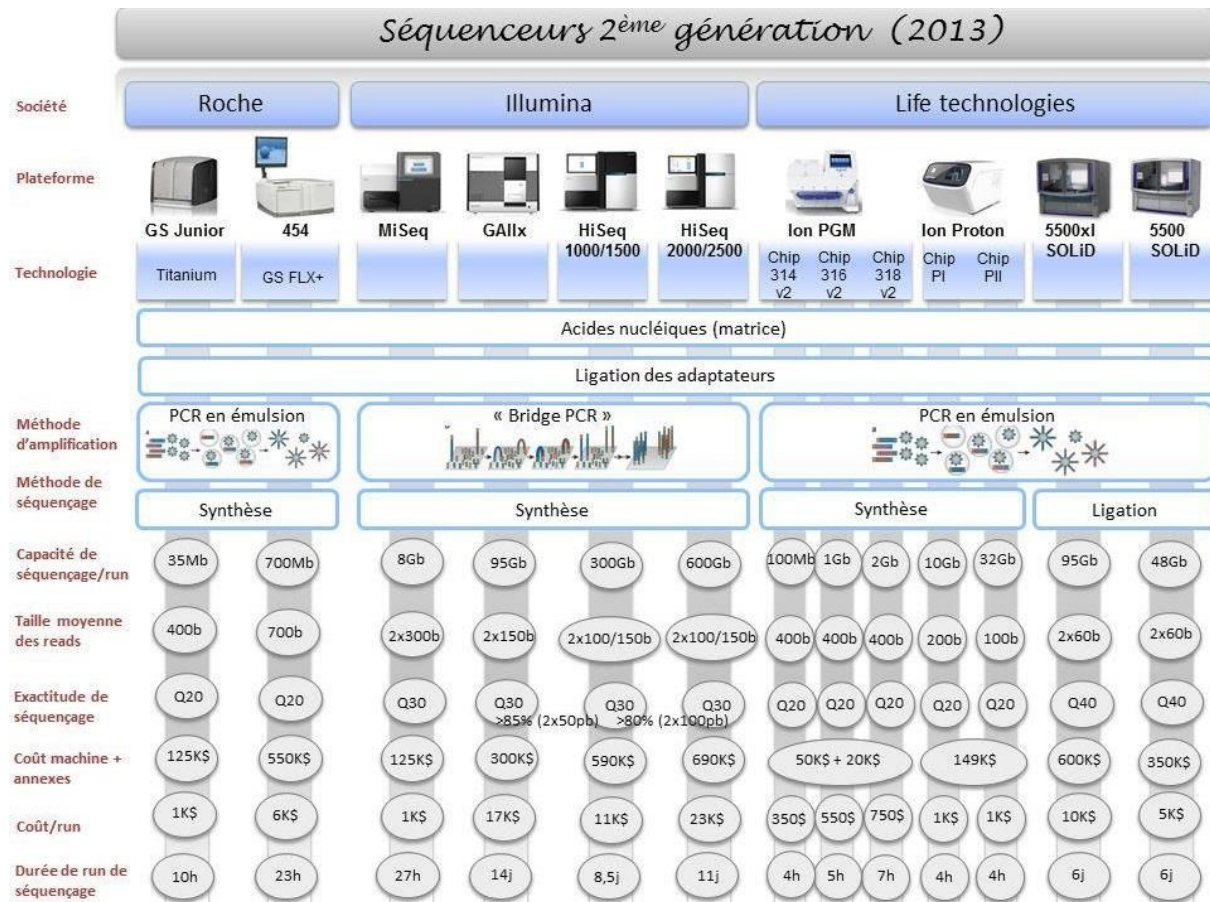 Séquenceurs 2ème génération (2013)
Société
Roche
Illumina
Life technologies
Plateforme
GS Junior
454
MiSeq
GAIIx
HiSeq
1000/1500
HiSeq
2000/2500
Ion PGM
Ion Proton
5500xl
SOLiD
5500
SOLiD
Technologie
Titanium
GS FLX+
Chip
314
v2
Chip
316
v2
Chip
318
v2
Chip
PI
Chip
PII
Acides nucléiques (matrice)
Ligation des adaptateurs
Méthode
d'amplification
PCR en émulsion
« Bridge PCR »
PCR en émulsion
Méthode de
séquençage
Synthèse
Synthèse
Synthèse
Ligation
Capacité de
séquençage/run
35Mb
700Mb
8Gb
95Gb
300Gb
600Gb
100Mb
1Gb
2Gb
10Gb
32Gb
95Gb
48Gb
Taille moyenne
des reads
400b
700b
2x300b
2x150b
2x100/150b
2x100/150b
400b
400b
400b
200b
100b
2x60b
2x60b
Exactitude de
séquençage
Q20
Q20
Q30
Q30
Q30
Q30
>85% (2x50pb)
>80% (2x100pb)
Q20
Q20
Q20
Q20
Q20
Q40
Q40
Coût machine +
annexes
125K$
550K$
125K$
300K$
590K$
690K$
50K$ + 20K$
149K$
600K$
350K$
Coût/run
1K$
6K$
1K$
17K$
11K$
23K$
350$
550$
750$
1K$
1K$
10K$
5K$
Durée de run de
séquençage
10h
23h
27h
14j
8,5j
11j
4h
5h
7h
4h
4h
6j
6j